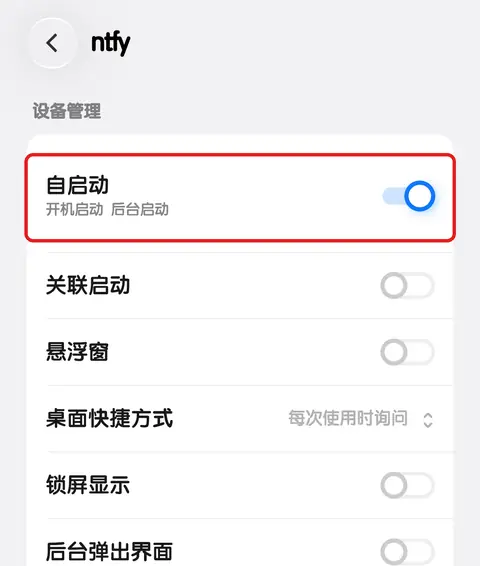 ntfy
设备管理
自启动
开机启动 后台启动
关联启动
悬浮窗
桌面快捷方式 每次使用时询问
锁屏显示
后台弹出界面